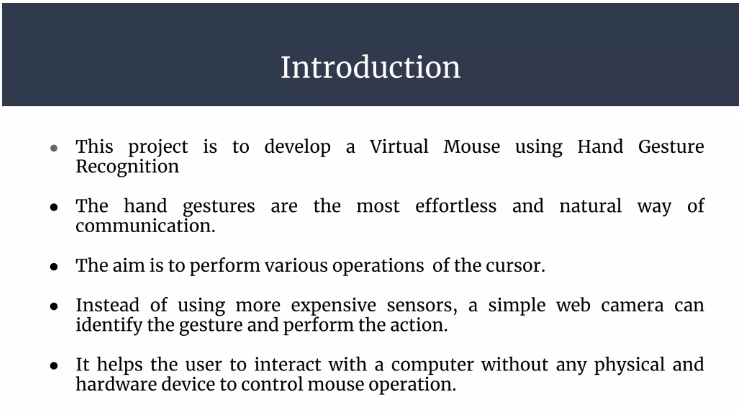 Introduction
• This project is to develop a Virtual Mouse using Hand Gesture
Recognition
• The hand gestures are the most effortless and natural way of
communication.
• The aim is to perform various operations of the cursor.
• Instead of using more expensive sensors, a simple web camera can
identify the gesture and perform the action.
• It helps the user to interact with a computer without any physical and
hardware device to control mouse operation.